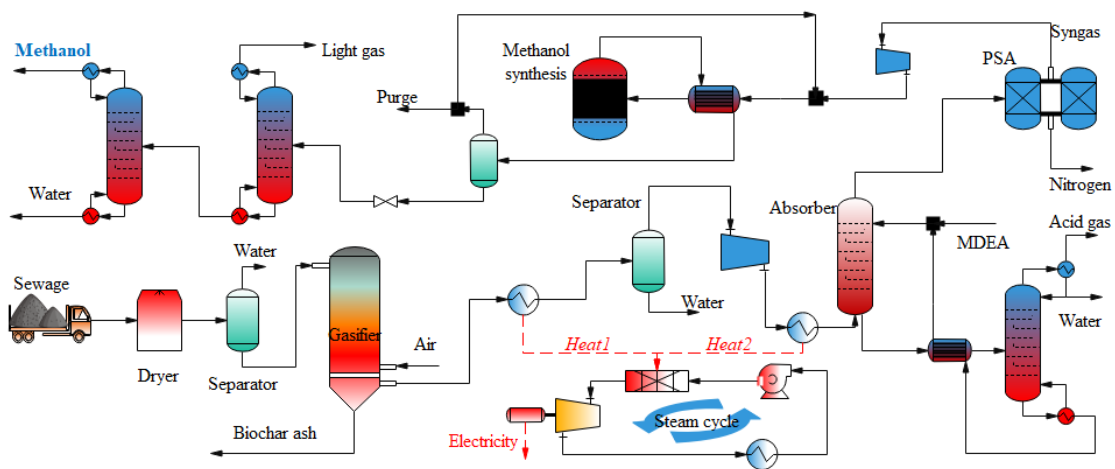 Methanol
Light gas
Methanol
synthesis
Syngas
PSA
Purge
Water
Nitrogen
Separator
Absorber
Acid gas
MDEA
Water
Sewage
Water
Water
Gasifier
Air
Heat1
Heat2
Dryer
Separator
Steam cycle
Biochar ash
Electricity